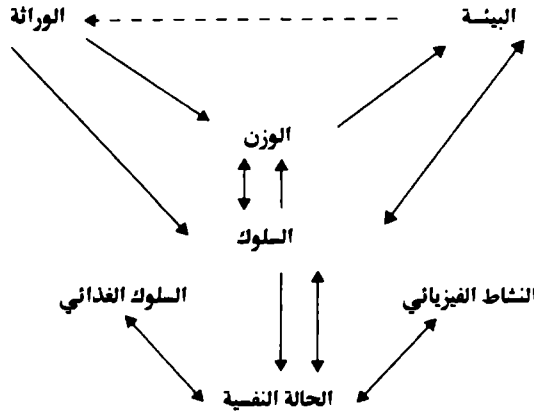 البيئة
الوراثة
الوزن
السلوك
النشاط الفيزيائي
السلوك الغذائي
الحالة النفسية